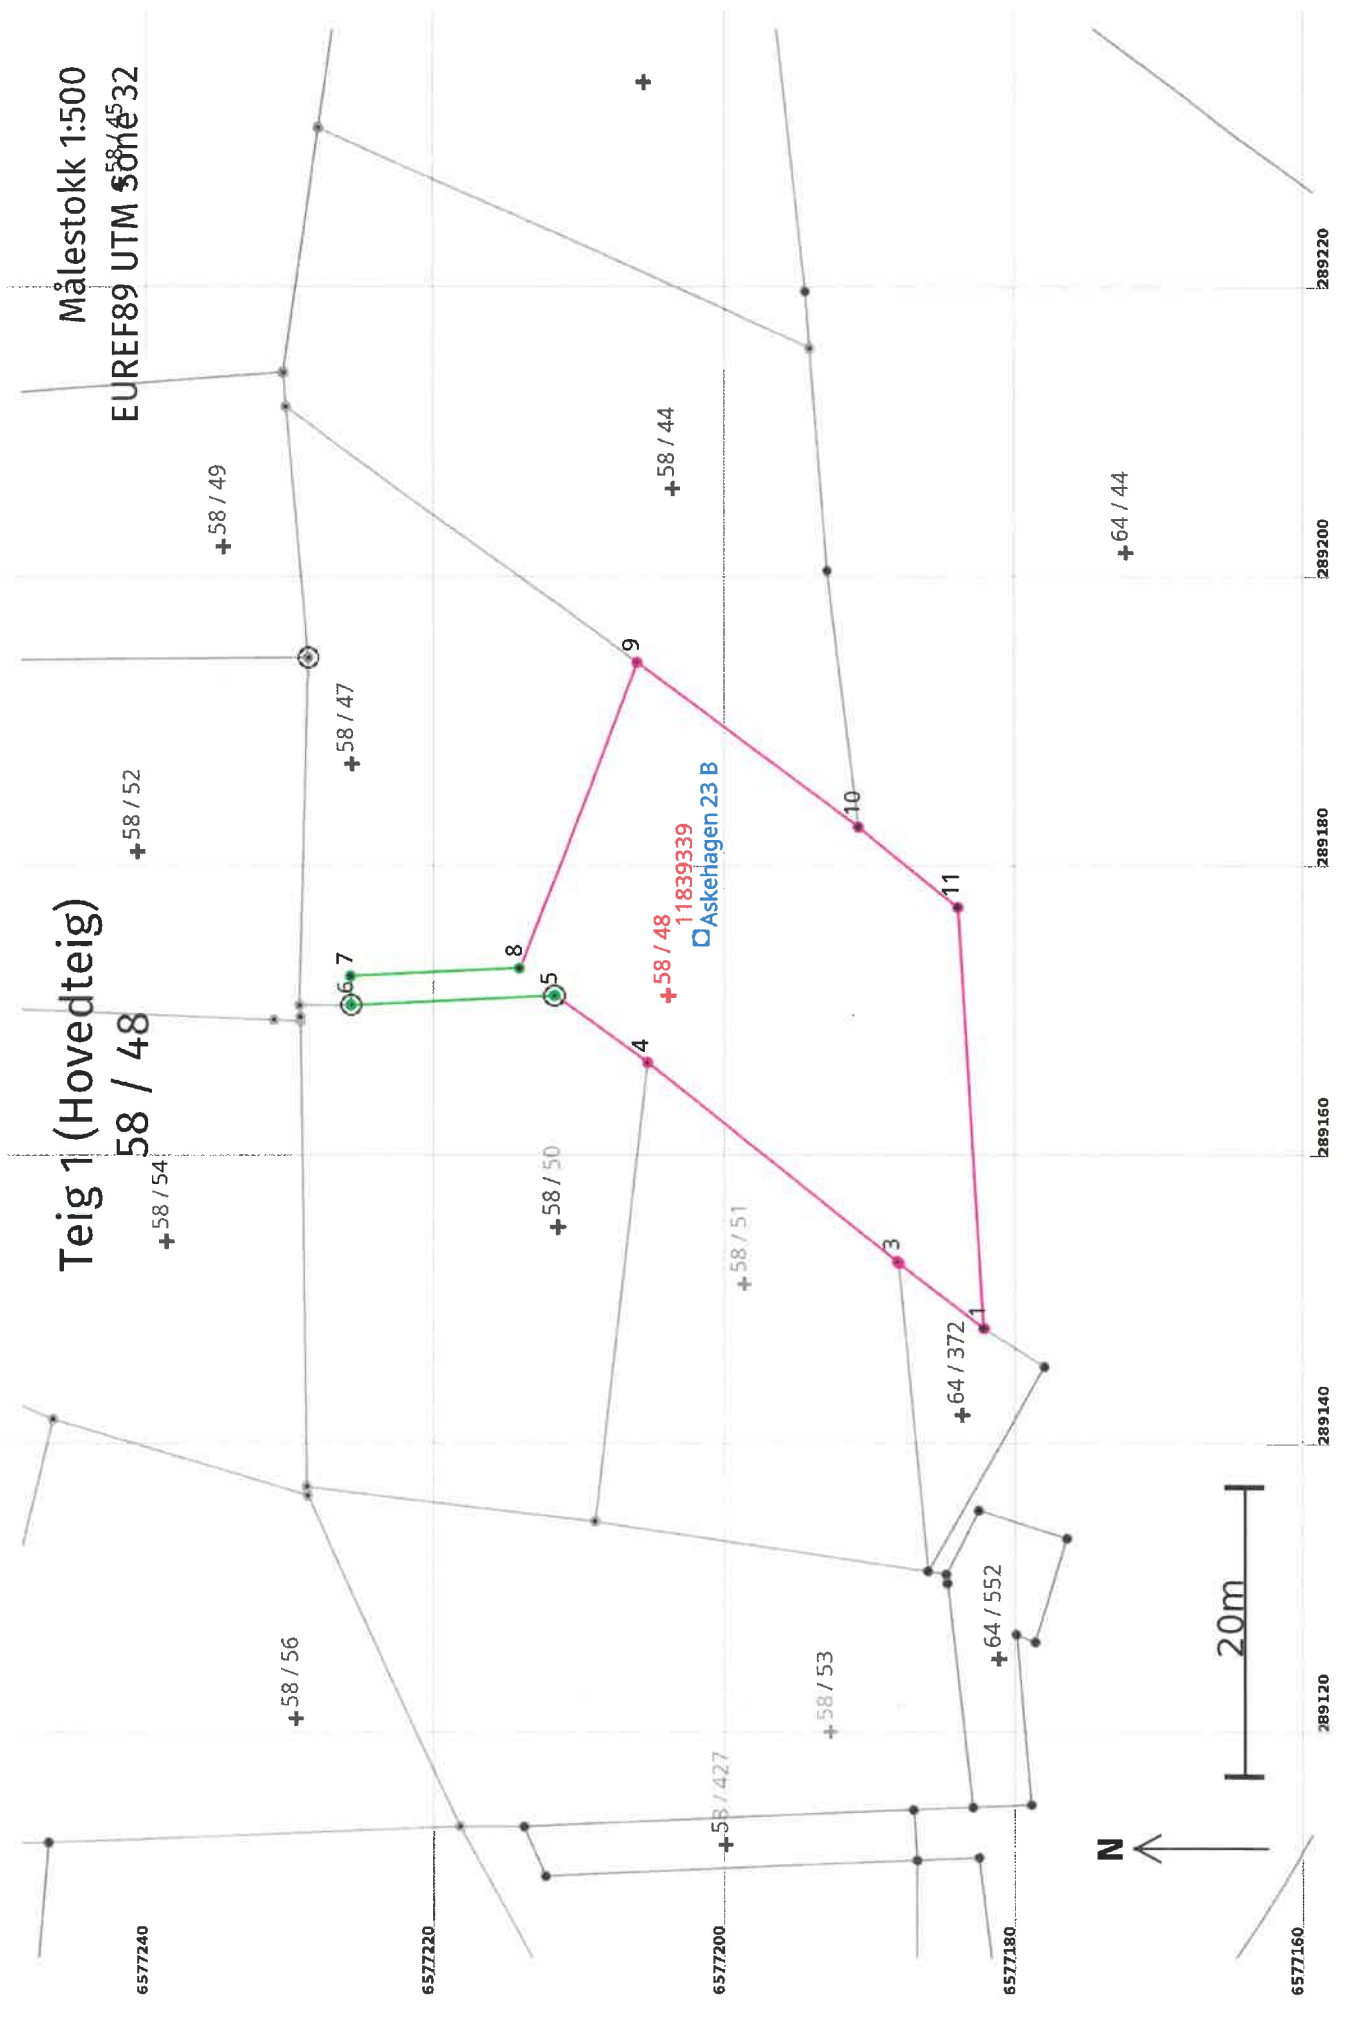 Teig 1 (Hovedteig)
58 / 48
Målestokk 1:500
EUREF89 UTM sone 32
58 / 45
58 / 54
58 / 52
58 / 49
58 / 56
58 / 47
7
6
8
5
9
4
58 / 50
58 / 44
58 / 48
11839339
Askehagen 23 B
58 / 51
58 / 427
58 / 53
3
10
11
1
64 / 372
64 / 552
64 / 44
N
20m
6577240
6577220
6577200
6577180
6577160
289120
289140
289160
289180
289200
289220